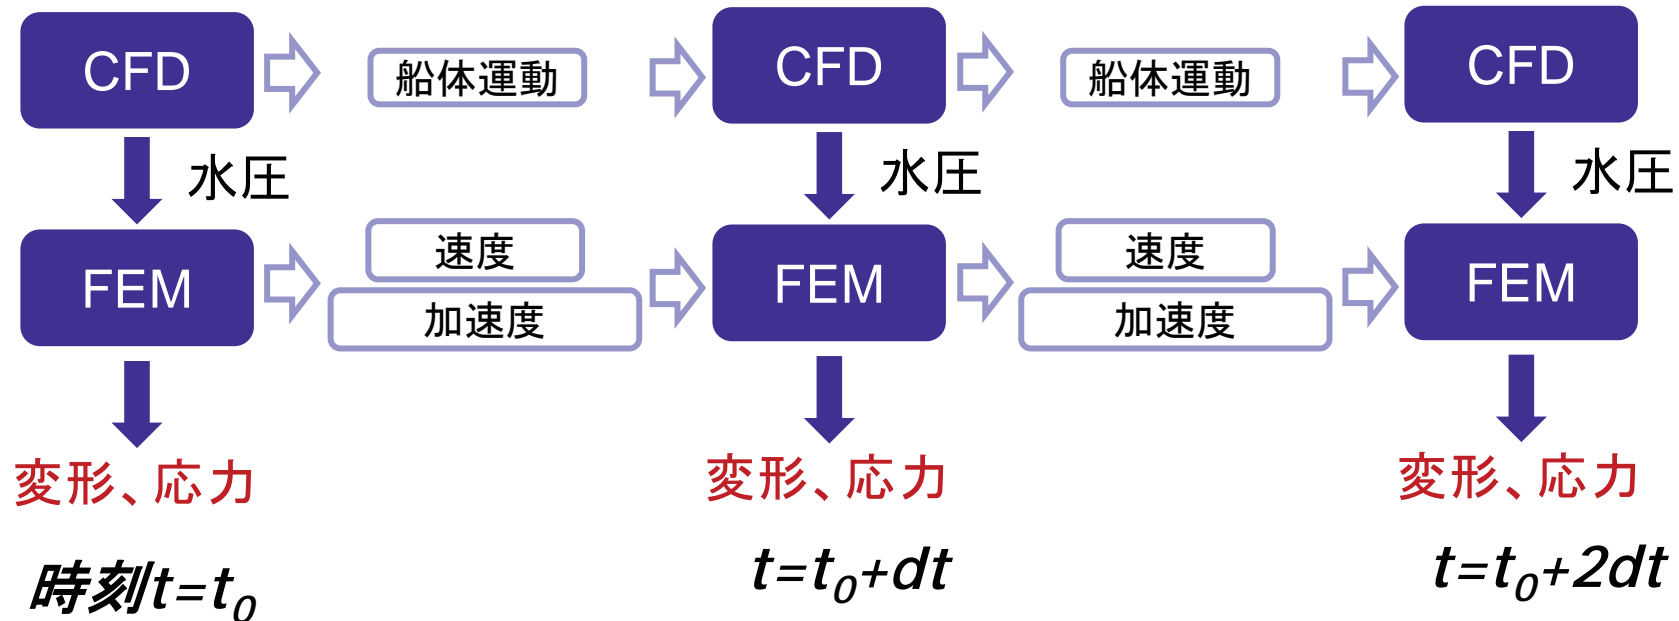 CFD
船体運動
CFD
船体運動
CFD
水圧
水圧
水圧
FEM
速度
加速度
FEM
速度
加速度
FEM
変形、応力
変形、応力
変形、応力
時刻t=t₀
t=t₀+dt
t=t₀+2dt